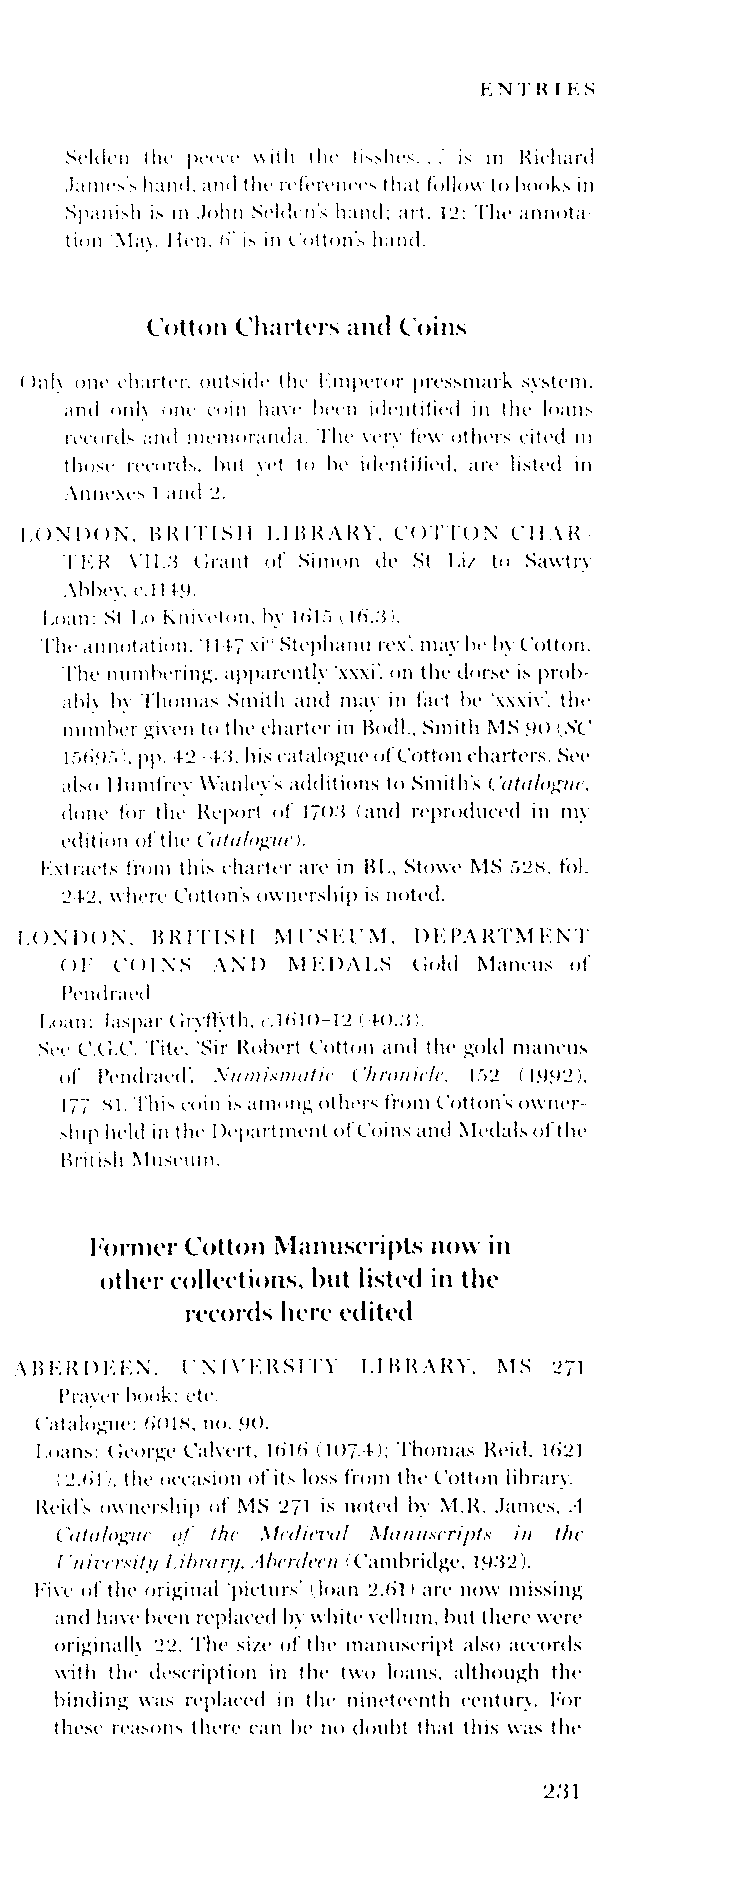 ENTRIES
Selden the peece with the fisshes...' is in Richard
James's hand, and the references that follow to books in
Spanish is in John Selden's hand; art. 12: The annota-
tion 'May. Hen. 6' is in Cotton's hand.
Cotton Charters and Coins
Only one charter, outside the Emperor pressmark system,
and only one coin have been identified in the loans
records and memoranda. The very few others cited in
those records, but yet to be identified, are listed in
Annexes 1 and 2.
LONDON, BRITISH LIBRARY, COTTON CHAR-
TER VII.3 Grant of Simon de St Liz to Sawtry
Abbey, c.1149.
Loan: St Lo Kniveton, by 1615 (16.3).
The annotation, '1147 xiº Stephanu rex', may be by Cotton.
The numbering, apparently 'xxxi', on the dorse is prob-
ably by Thomas Smith and may in fact be 'xxxiv', the
number given to the charter in Bodl., Smith MS 90 (SC
15695), pp. 42-43, his catalogue of Cotton charters. See
also Humfrey Wanley's additions to Smith's Catalogue,
done for the Report of 1703 (and reproduced in my
edition of the Catalogue).
Extracts from this charter are in BL, Stowe MS 528, fol.
242, where Cotton's ownership is noted.
LONDON, BRITISH MUSEUM, DEPARTMENT
OF COINS AND MEDALS Gold Mancus of
Pendraed
Loan: Jaspar Gryffyth, c.1610–12 (40.3).
See C.G.C. Tite, 'Sir Robert Cotton and the gold mancus
of Pendraed', Numismatic Chronicle, 152 (1992),
177–81. This coin is among others from Cotton's owner-
ship held in the Department of Coins and Medals of the
British Museum.
Former Cotton Manuscripts now in
other collections, but listed in the
records here edited
ABERDEEN, UNIVERSITY LIBRARY, MS 271
Prayer book; etc.
Catalogue: 6018, no. 90.
Loans: George Calvert, 1616 (107.4); Thomas Reid, 1621
(2.61), the occasion of its loss from the Cotton library.
Reid's ownership of MS 271 is noted by M.R. James, A
Catalogue of the Medieval Manuscripts in the
University Library, Aberdeen (Cambridge, 1932).
Five of the original 'picturs' (loan 2.61) are now missing
and have been replaced by white vellum, but there were
originally 22. The size of the manuscript also accords
with the description in the two loans, although the
binding was replaced in the nineteenth century. For
these reasons there can be no doubt that this was the
231